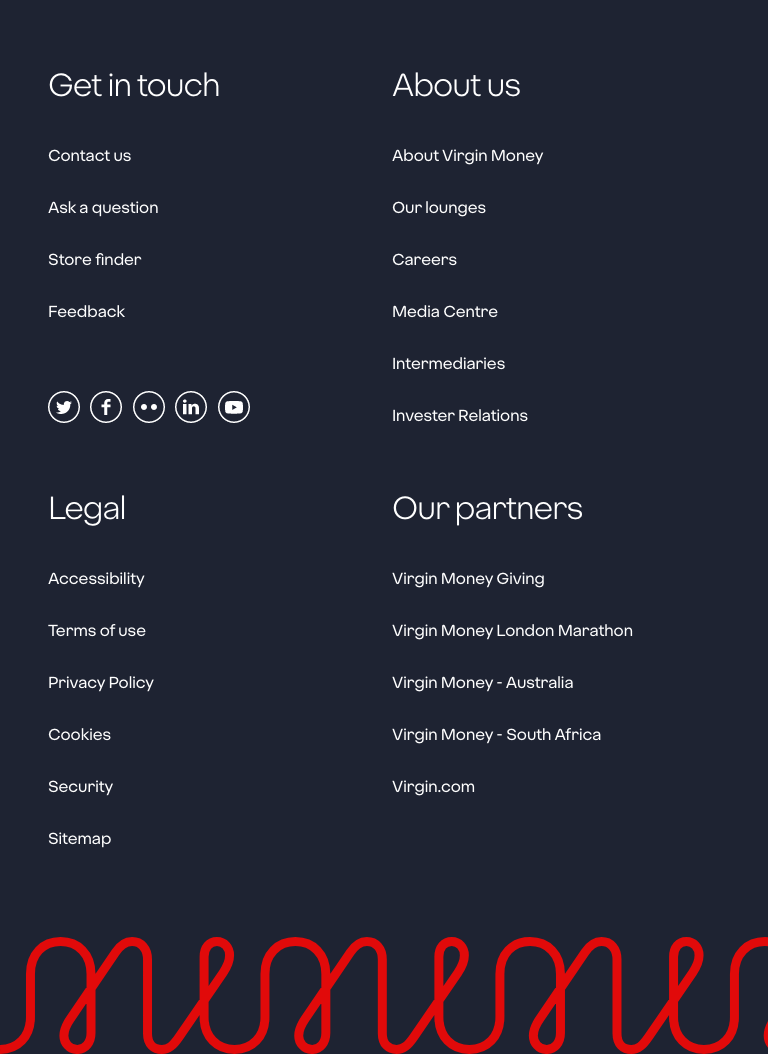 Get in touch
Contact us
Ask a question
Store finder
Feedback
About us
About Virgin Money
Our lounges
Careers
Media Centre
Intermediaries
Invester Relations
Legal
Accessibility
Terms of use
Privacy Policy
Cookies
Security
Sitemap
Our partners
Virgin Money Giving
Virgin Money London Marathon
Virgin Money - Australia
Virgin Money - South Africa
Virgin.com